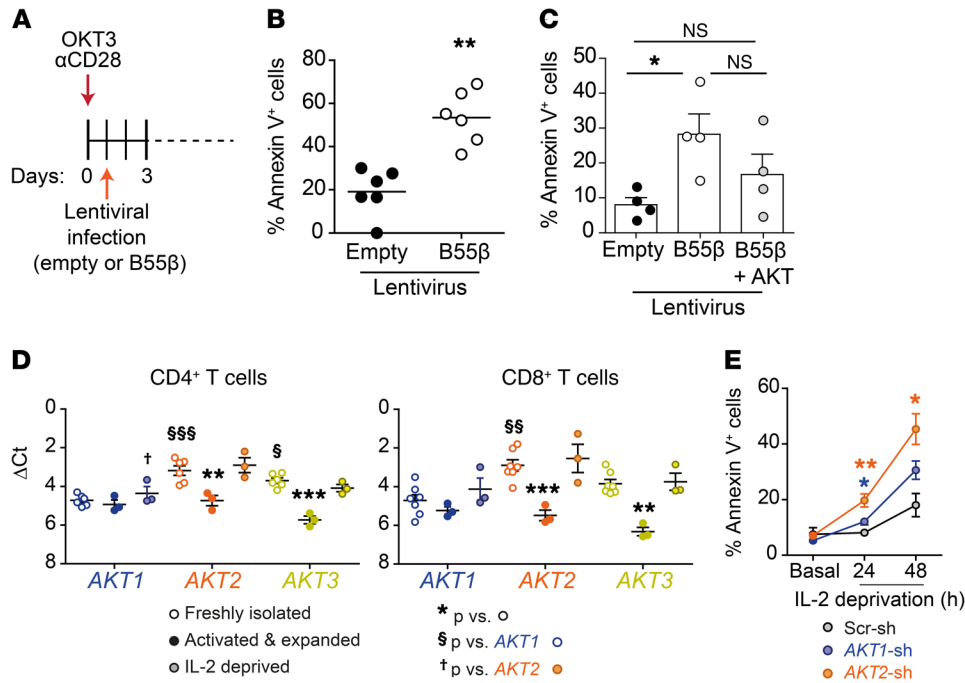 A
OKT3
αCD28
Days: 0 3
Lentiviral
infection
(empty or B55β)
B
% Annexin V⁺ cells
80
60
40
20
0
**
Empty B55β
Lentivirus
C
% Annexin V⁺ cells
50
40
30
20
10
0
NS
* NS
Empty B55β B55β
+ AKT
Lentivirus
D
CD4⁺ T cells
ΔCt
0
2
4
6
8
†
§§§
**
§
***
AKT1 AKT2 AKT3
CD8⁺ T cells
0
2
4
6
8
§§
***
**
AKT1 AKT2 AKT3
Freshly isolated
Activated & expanded
IL-2 deprived
* p vs.
§ p vs. AKT1
† p vs. AKT2
E
% Annexin V⁺ cells
60
40
20
0
**
*
*
Basal 24 48
IL-2 deprivation (h)
Scr-sh
AKT1-sh
AKT2-sh